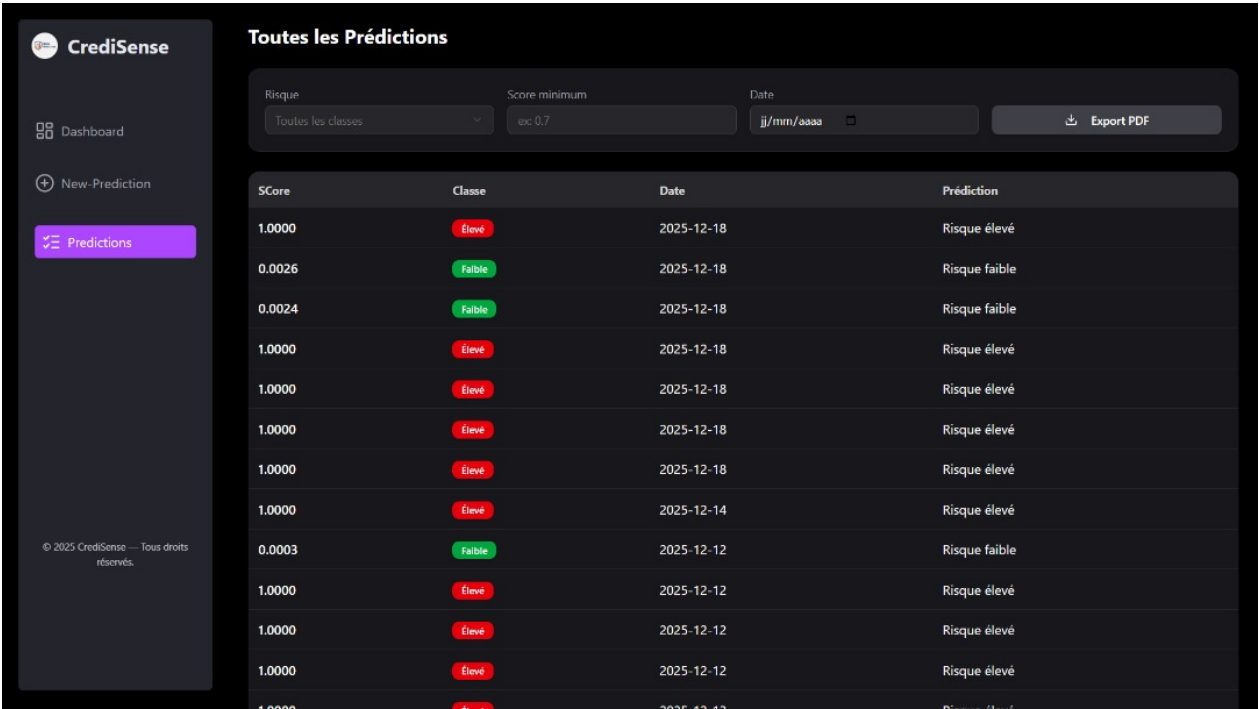 CrediSense
Dashboard
New-Prediction
Predictions
© 2025 CrediSense — Tous droits
réservés.
Toutes les Prédictions
Risque Score minimum Date
Toutes les classes ex: 0.7 jj/mm/aaaa Export PDF
SCore Classe Date Prédiction
1.0000 Élevé 2025-12-18 Risque élevé
0.0026 Faible 2025-12-18 Risque faible
0.0024 Faible 2025-12-18 Risque faible
1.0000 Élevé 2025-12-18 Risque élevé
1.0000 Élevé 2025-12-18 Risque élevé
1.0000 Élevé 2025-12-18 Risque élevé
1.0000 Élevé 2025-12-18 Risque élevé
1.0000 Élevé 2025-12-14 Risque élevé
0.0003 Faible 2025-12-12 Risque faible
1.0000 Élevé 2025-12-12 Risque élevé
1.0000 Élevé 2025-12-12 Risque élevé
1.0000 Élevé 2025-12-12 Risque élevé